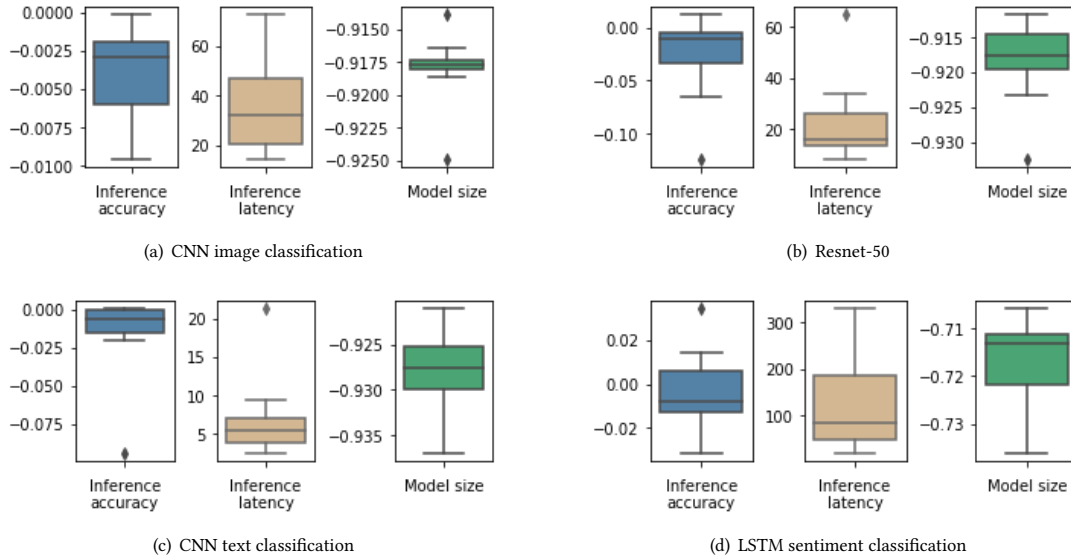 0.0000
−0.0025
−0.0050
−0.0075
−0.0100
Inference
accuracy
60
40
20
Inference
latency
−0.9150
−0.9175
−0.9200
−0.9225
−0.9250
Model size
(a) CNN image classification
0.00
−0.05
−0.10
Inference
accuracy
60
40
20
Inference
latency
−0.915
−0.920
−0.925
−0.930
Model size
(b) Resnet-50
0.000
−0.025
−0.050
−0.075
Inference
accuracy
20
15
10
5
Inference
latency
−0.925
−0.930
−0.935
Model size
(c) CNN text classification
0.02
0.00
−0.02
Inference
accuracy
300
200
100
Inference
latency
−0.71
−0.72
−0.73
Model size
(d) LSTM sentiment classification